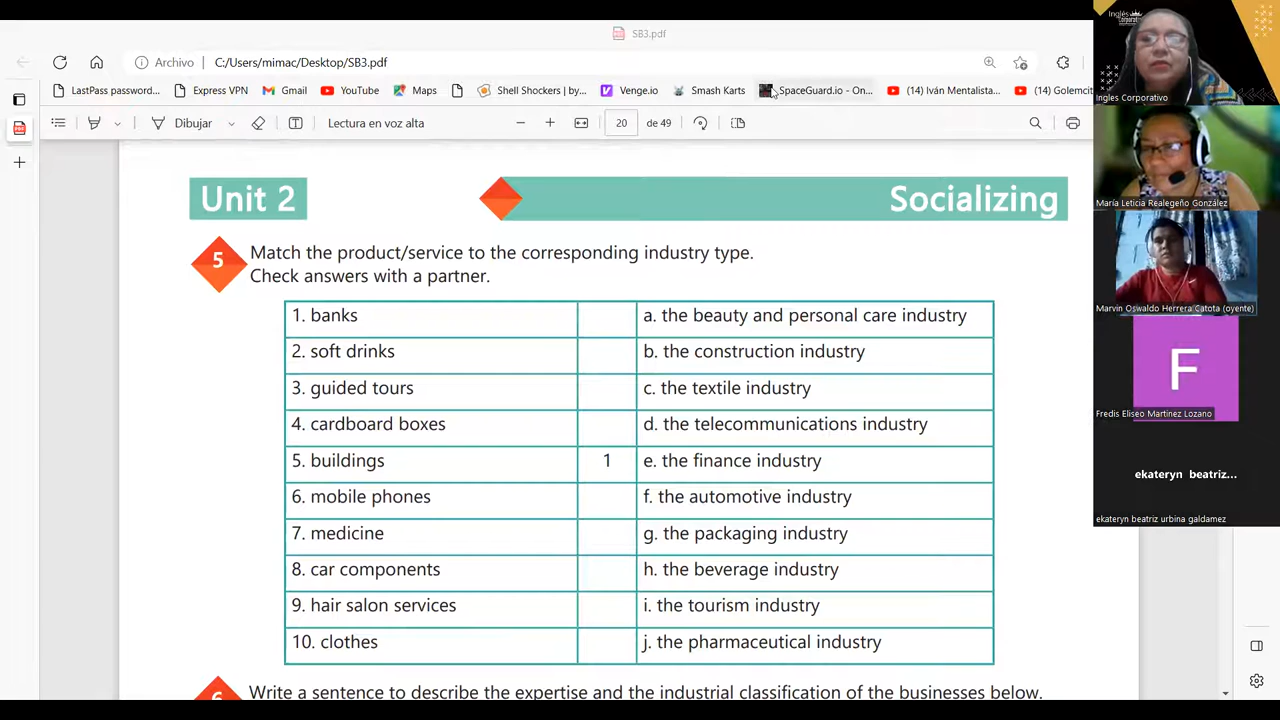 SB3.pdf
Archivo C:/Users/mimac/Desktop/SB3.pdf
LastPass password... Express VPN Gmail YouTube Maps Shell Shockers | by... Venge.io Smash Karts SpaceGuard.io - On... (14) Iván Mentalista... (14) Golemcit
Dibujar Lectura en voz alta 20 de 49
Unit 2 Socializing
5 Match the product/service to the corresponding industry type.
Check answers with a partner.
1. banks a. the beauty and personal care industry
2. soft drinks b. the construction industry
3. guided tours c. the textile industry
4. cardboard boxes d. the telecommunications industry
5. buildings 1 e. the finance industry
6. mobile phones f. the automotive industry
7. medicine g. the packaging industry
8. car components h. the beverage industry
9. hair salon services i. the tourism industry
10. clothes j. the pharmaceutical industry
6 Write a sentence to describe the expertise and the industrial classification of the businesses below.
Inglés
Corporat
Ingles Corporativo
María Leticia Realegeño González
Marvin Oswaldo Herrera Catota (oyente)
F
Fredis Eliseo Martínez Lozano
ekateryn beatriz...
ekateryn beatriz urbina galdamez